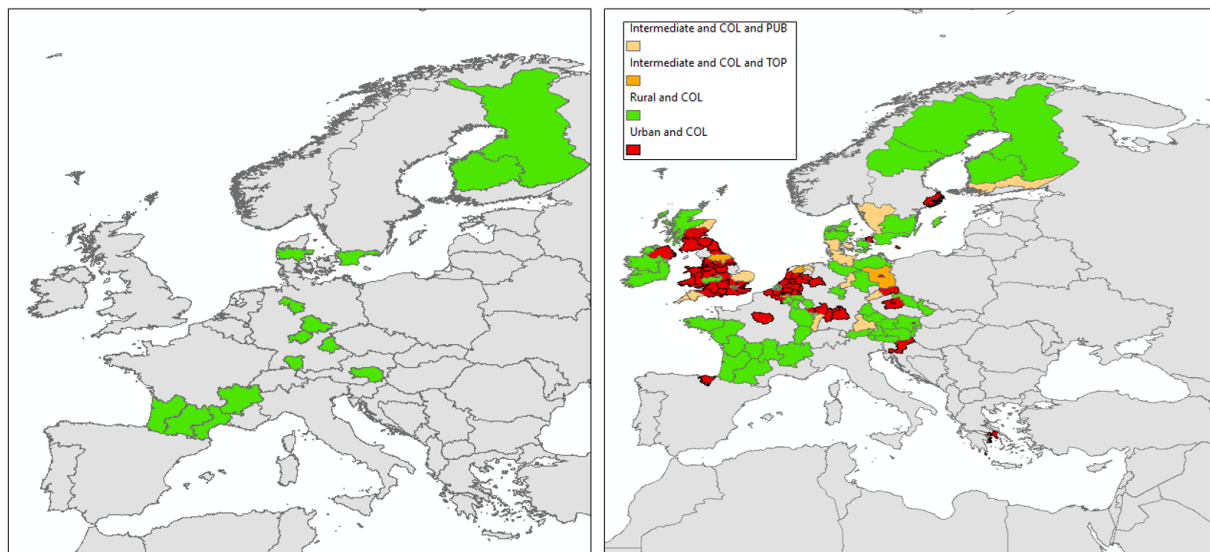 Intermediate and COL and PUB
Intermediate and COL and TOP
Rural and COL
Urban and COL